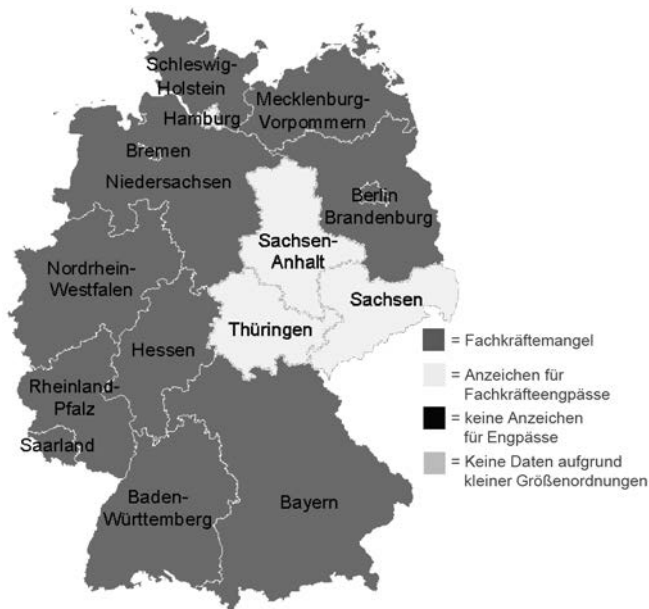 Schleswig-
Holstein
Mecklenburg-
Vorpommern
Hamburg
Bremen
Niedersachsen
Berlin
Brandenburg
Sachsen-
Anhalt
Nordrhein-
Westfalen
Sachsen
Thüringen
Hessen
Rheinland-
Pfalz
Saarland
Baden-
Württemberg
Bayern
= Fachkräftemangel
= Anzeichen für
Fachkräfteengpässe
= keine Anzeichen
für Engpässe
= Keine Daten aufgrund
kleiner Größenordnungen